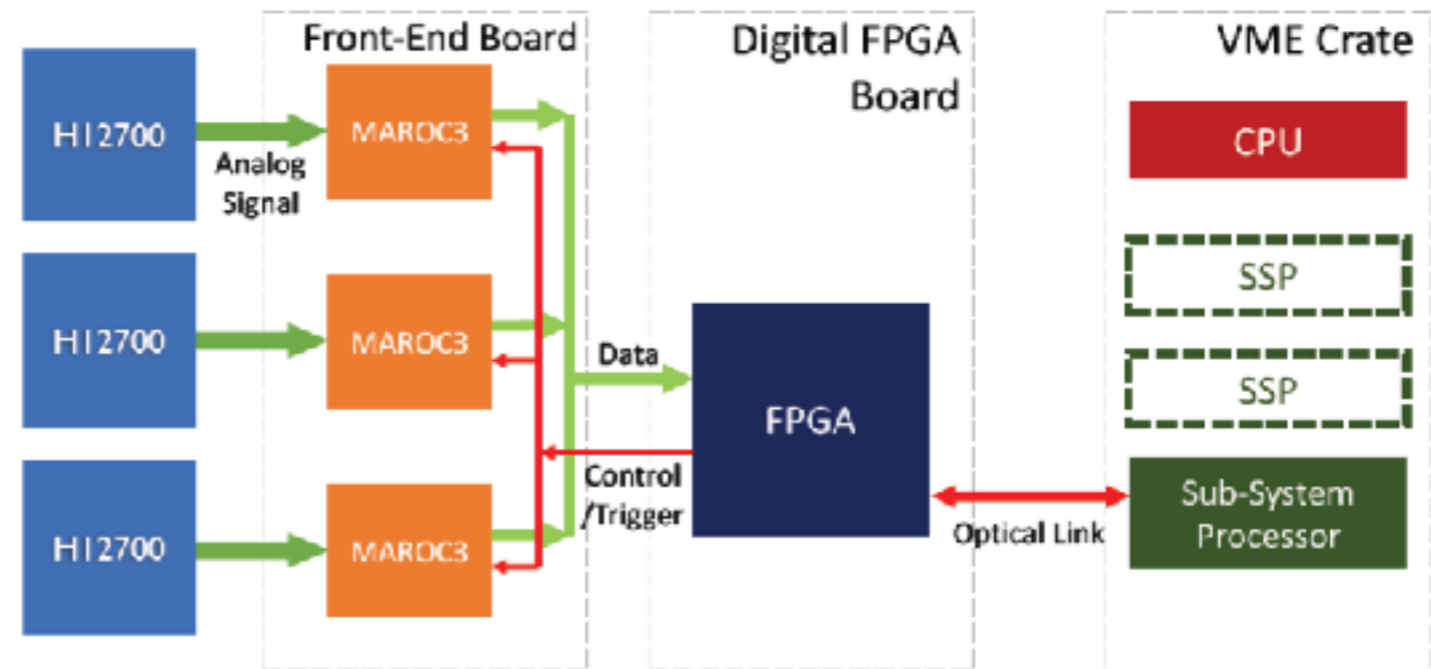 Front-End Board
Digital FPGA
Board
VME Crate
H12700
MAROC3
Analog
Signal
CPU
SSP
H12700
MAROC3
Data
SSP
FPGA
Control
/Trigger
H12700
MAROC3
Optical Link
Sub-System
Processor